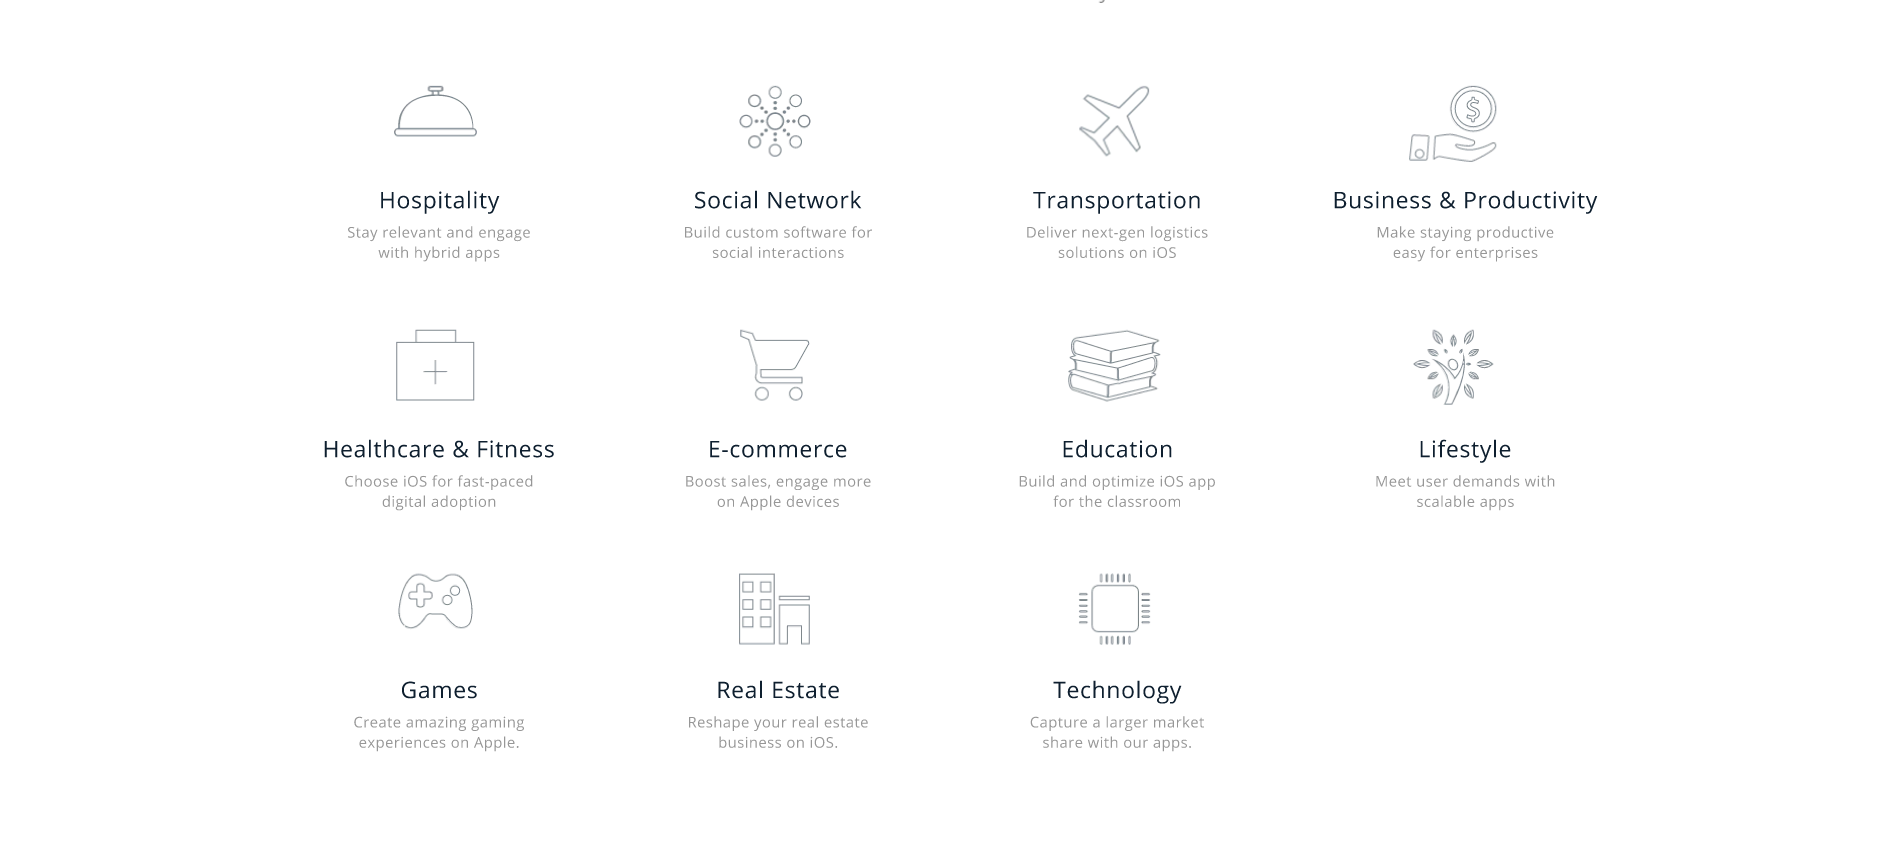 Hospitality
Stay relevant and engage
with hybrid apps
Social Network
Build custom software for
social interactions
Transportation
Deliver next-gen logistics
solutions on iOS
Business & Productivity
Make staying productive
easy for enterprises
Healthcare & Fitness
Choose iOS for fast-paced
digital adoption
E-commerce
Boost sales, engage more
on Apple devices
Education
Build and optimize iOS app
for the classroom
Lifestyle
Meet user demands with
scalable apps
Games
Create amazing gaming
experiences on Apple.
Real Estate
Reshape your real estate
business on iOS.
Technology
Capture a larger market
share with our apps.